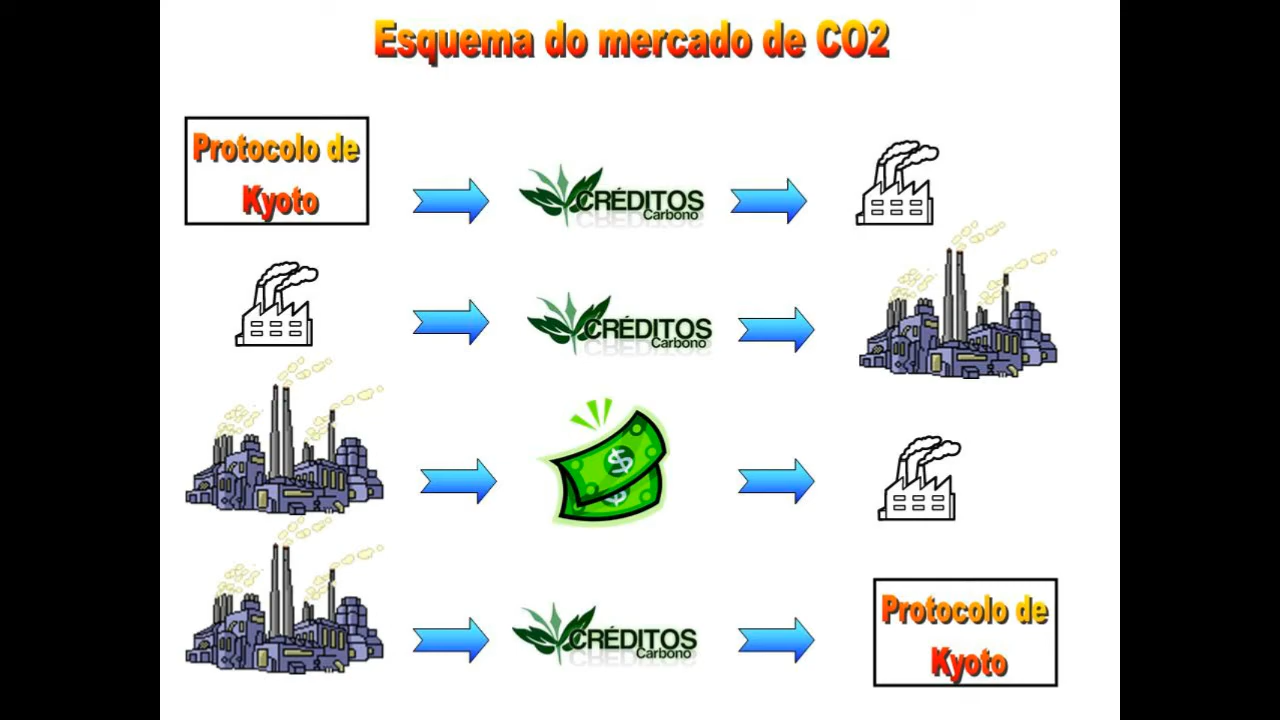 Esquema do mercado de CO2
Protocolo de
Kyoto
CRÉDITOS
Carbono
CRÉDITOS
Carbono
$
$
CRÉDITOS
Carbono
Protocolo de
Kyoto